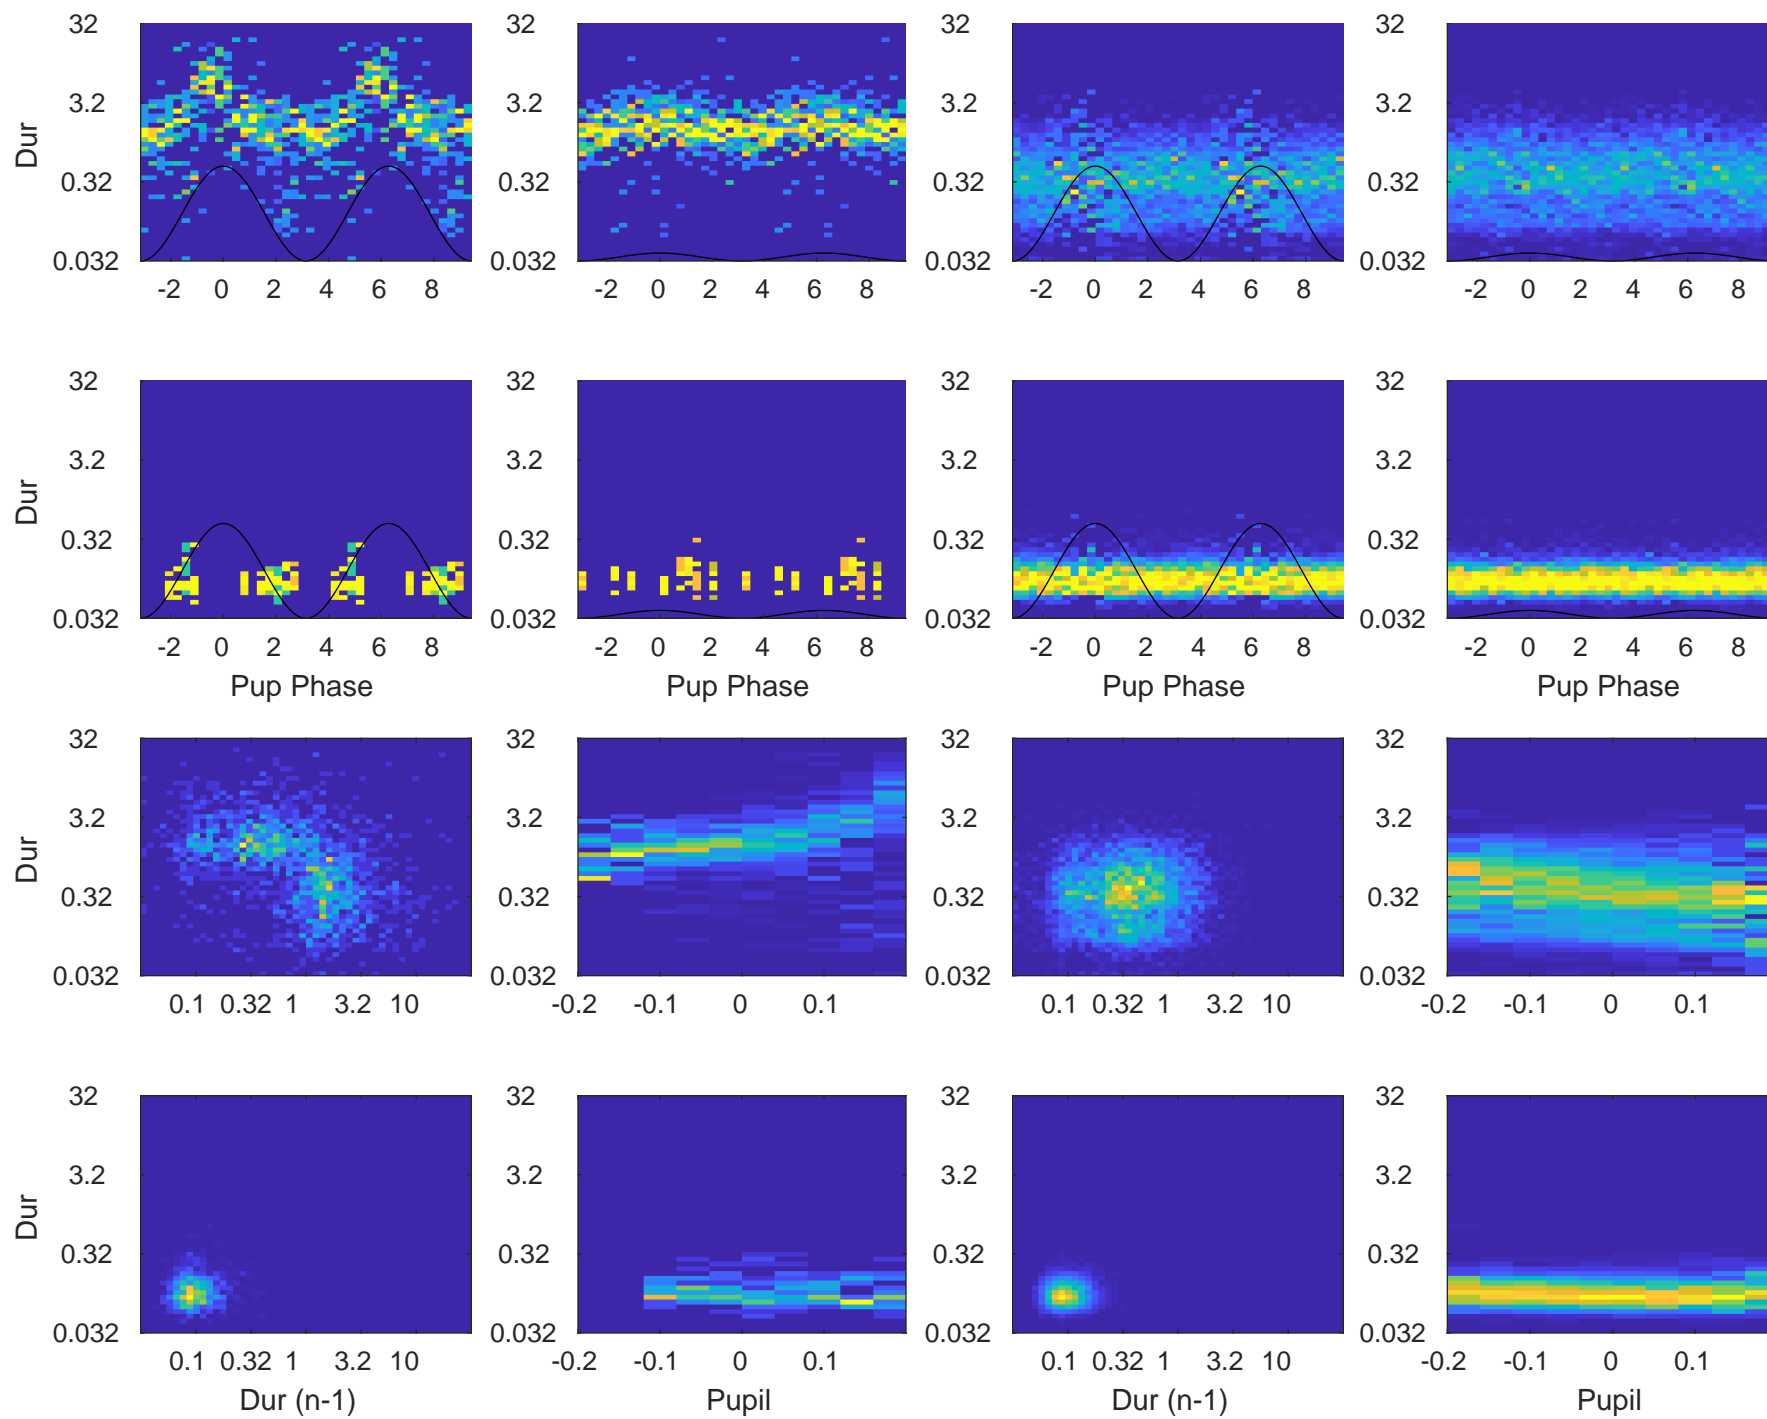 32 32 32 32
Dur 3.2 3.2 3.2 3.2
0.32 0.32 0.32 0.32
0.032 0.032 0.032 0.032
-2 0 2 4 6 8 -2 0 2 4 6 8 -2 0 2 4 6 8 -2 0 2 4 6 8
32 32 32 32
Dur 3.2 3.2 3.2 3.2
0.32 0.32 0.32 0.32
0.032 0.032 0.032 0.032
-2 0 2 4 6 8 -2 0 2 4 6 8 -2 0 2 4 6 8 -2 0 2 4 6 8
Pup Phase Pup Phase Pup Phase Pup Phase
32 32 32 32
Dur 3.2 3.2 3.2 3.2
0.32 0.32 0.32 0.32
0.032 0.032 0.032 0.032
0.1 0.32 1 3.2 10 -0.2 -0.1 0 0.1 0.1 0.32 1 3.2 10 -0.2 -0.1 0 0.1
32 32 32 32
Dur 3.2 3.2 3.2 3.2
0.32 0.32 0.32 0.32
0.032 0.032 0.032 0.032
0.1 0.32 1 3.2 10 -0.2 -0.1 0 0.1 0.1 0.32 1 3.2 10 -0.2 -0.1 0 0.1
Dur (n-1) Pupil Dur (n-1) Pupil